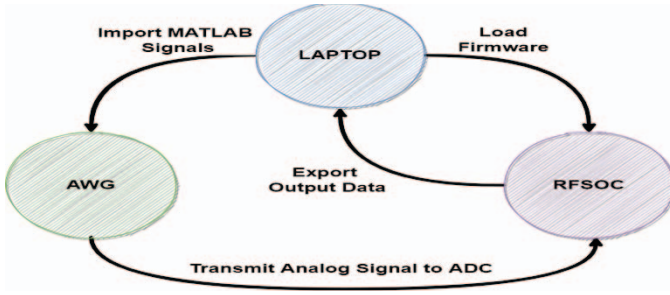 Import MATLAB
Signals
LAPTOP
Load
Firmware
AWG
Export
Output Data
RFSOC
Transmit Analog Signal to ADC